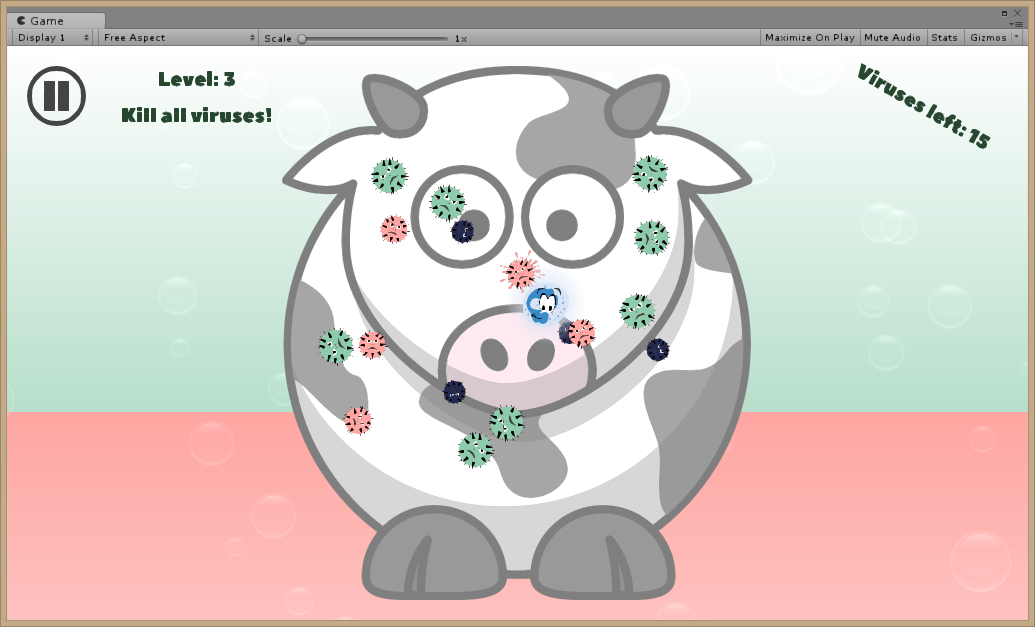 Game
Display 1 Free Aspect Scale 1x Maximize On Play Mute Audio Stats Gizmos
Level: 3
Kill all viruses!
Viruses left: 15